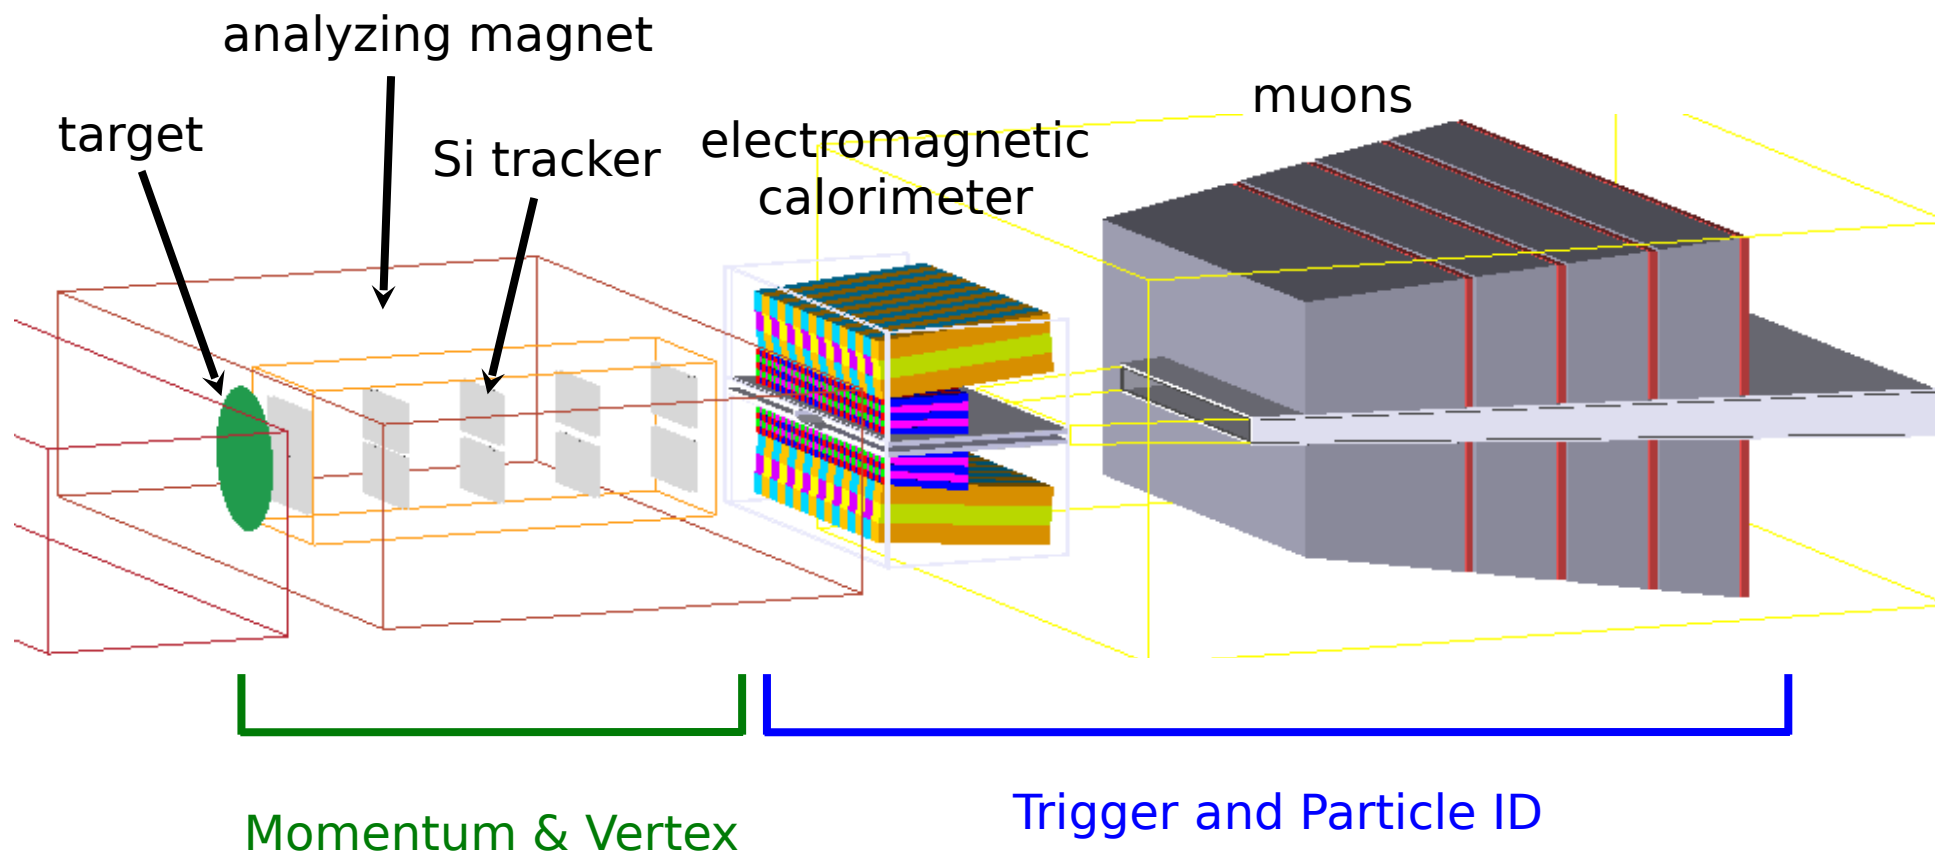 analyzing magnet
target
Si tracker
electromagnetic
calorimeter
muons
Momentum & Vertex
Trigger and Particle ID